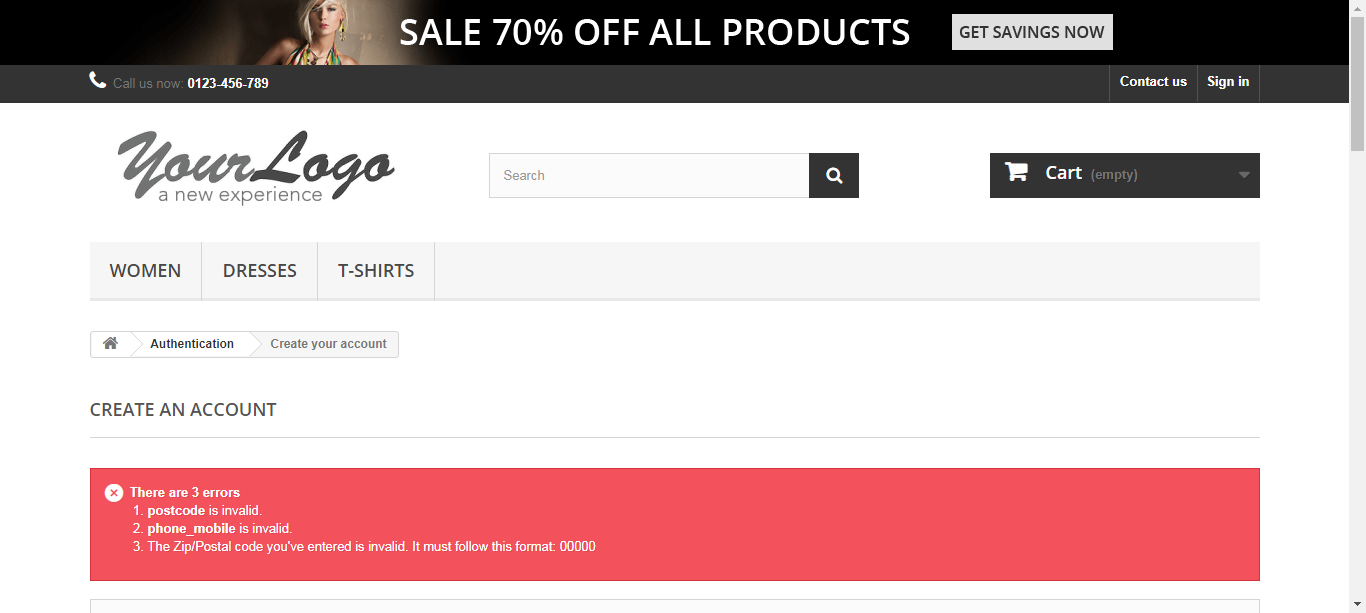 SALE 70% OFF ALL PRODUCTS GET SAVINGS NOW
Call us now: 0123-456-789 Contact us Sign in
YourLogo
a new experience
Search
Cart (empty)
WOMEN DRESSES T-SHIRTS
Authentication Create your account
CREATE AN ACCOUNT
There are 3 errors
1. postcode is invalid.
2. phone_mobile is invalid.
3. The Zip/Postal code you've entered is invalid. It must follow this format: 00000